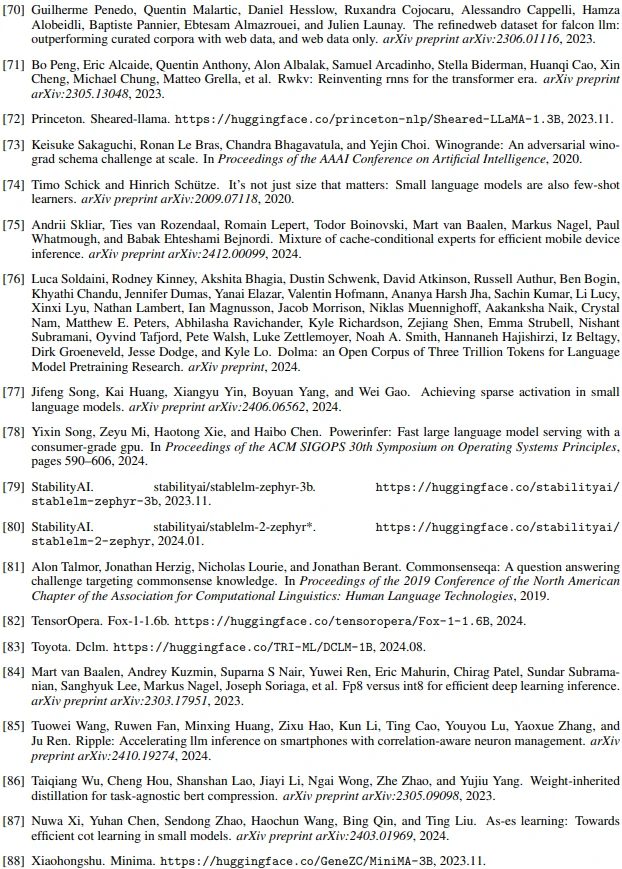 [70] Guilherme Penedo, Quentin Malartic, Daniel Hesslow, Ruxandra Cojocaru, Alessandro Cappelli, Hamza
Alobeidli, Baptiste Pannier, Ebtesam Almazrouei, and Julien Launay. The refinedweb dataset for falcon llm:
outperforming curated corpora with web data, and web data only. arXiv preprint arXiv:2306.01116, 2023.
[71] Bo Peng, Eric Alcaide, Quentin Anthony, Alon Albalak, Samuel Arcadinho, Stella Biderman, Huanqi Cao, Xin
Cheng, Michael Chung, Matteo Grella, et al. Rwkv: Reinventing rnns for the transformer era. arXiv preprint
arXiv:2305.13048, 2023.
[72] Princeton. Sheared-llama. https://huggingface.co/princeton-nlp/Sheared-LLaMA-1.3B, 2023.11.
[73] Keisuke Sakaguchi, Ronan Le Bras, Chandra Bhagavatula, and Yejin Choi. Winogrande: An adversarial wino-
grad schema challenge at scale. In Proceedings of the AAAI Conference on Artificial Intelligence, 2020.
[74] Timo Schick and Hinrich Schütze. It's not just size that matters: Small language models are also few-shot
learners. arXiv preprint arXiv:2009.07118, 2020.
[75] Andrii Skliar, Ties van Rozendaal, Romain Lepert, Todor Boinovski, Mart van Baalen, Markus Nagel, Paul
Whatmough, and Babak Ehteshami Bejnordi. Mixture of cache-conditional experts for efficient mobile device
inference. arXiv preprint arXiv:2412.00099, 2024.
[76] Luca Soldaini, Rodney Kinney, Akshita Bhagia, Dustin Schwenk, David Atkinson, Russell Authur, Ben Bogin,
Khyathi Chandu, Jennifer Dumas, Yanai Elazar, Valentin Hofmann, Ananya Harsh Jha, Sachin Kumar, Li Lucy,
Xinxi Lyu, Nathan Lambert, Ian Magnusson, Jacob Morrison, Niklas Muennighoff, Aakanksha Naik, Crystal
Nam, Matthew E. Peters, Abhilasha Ravichander, Kyle Richardson, Zejiang Shen, Emma Strubell, Nishant
Subramani, Oyvind Tafjord, Pete Walsh, Luke Zettlemoyer, Noah A. Smith, Hannaneh Hajishirzi, Iz Beltagy,
Dirk Groeneveld, Jesse Dodge, and Kyle Lo. Dolma: an Open Corpus of Three Trillion Tokens for Language
Model Pretraining Research. arXiv preprint, 2024.
[77] Jifeng Song, Kai Huang, Xiangyu Yin, Boyuan Yang, and Wei Gao. Achieving sparse activation in small
language models. arXiv preprint arXiv:2406.06562, 2024.
[78] Yixin Song, Zeyu Mi, Haotong Xie, and Haibo Chen. Powerinfer: Fast large language model serving with a
consumer-grade gpu. In Proceedings of the ACM SIGOPS 30th Symposium on Operating Systems Principles,
pages 590–606, 2024.
[79] StabilityAI. stabilityai/stablelm-zephyr-3b. https://huggingface.co/stabilityai/
stablelm-zephyr-3b, 2023.11.
[80] StabilityAI. stabilityai/stablelm-2-zephyr*. https://huggingface.co/stabilityai/
stablelm-2-zephyr, 2024.01.
[81] Alon Talmor, Jonathan Herzig, Nicholas Lourie, and Jonathan Berant. Commonsenseqa: A question answering
challenge targeting commonsense knowledge. In Proceedings of the 2019 Conference of the North American
Chapter of the Association for Computational Linguistics: Human Language Technologies, 2019.
[82] TensorOpera. Fox-1-1.6b. https://huggingface.co/tensoropera/Fox-1-1.6B, 2024.
[83] Toyota. Dclm. https://huggingface.co/TRI-ML/DCLM-1B, 2024.08.
[84] Mart van Baalen, Andrey Kuzmin, Suparna S Nair, Yuwei Ren, Eric Mahurin, Chirag Patel, Sundar Subrama-
nian, Sanghyuk Lee, Markus Nagel, Joseph Soriaga, et al. Fp8 versus int8 for efficient deep learning inference.
arXiv preprint arXiv:2303.17951, 2023.
[85] Tuowei Wang, Ruwen Fan, Minxing Huang, Zixu Hao, Kun Li, Ting Cao, Youyou Lu, Yaoxue Zhang, and
Ju Ren. Ripple: Accelerating llm inference on smartphones with correlation-aware neuron management. arXiv
preprint arXiv:2410.19274, 2024.
[86] Taiqiang Wu, Cheng Hou, Shanshan Lao, Jiayi Li, Ngai Wong, Zhe Zhao, and Yujiu Yang. Weight-inherited
distillation for task-agnostic bert compression. arXiv preprint arXiv:2305.09098, 2023.
[87] Nuwa Xi, Yuhan Chen, Sendong Zhao, Haochun Wang, Bing Qin, and Ting Liu. As-es learning: Towards
efficient cot learning in small models. arXiv preprint arXiv:2403.01969, 2024.
[88] Xiaohongshu. Minima. https://huggingface.co/GeneZC/MiniMA-3B, 2023.11.